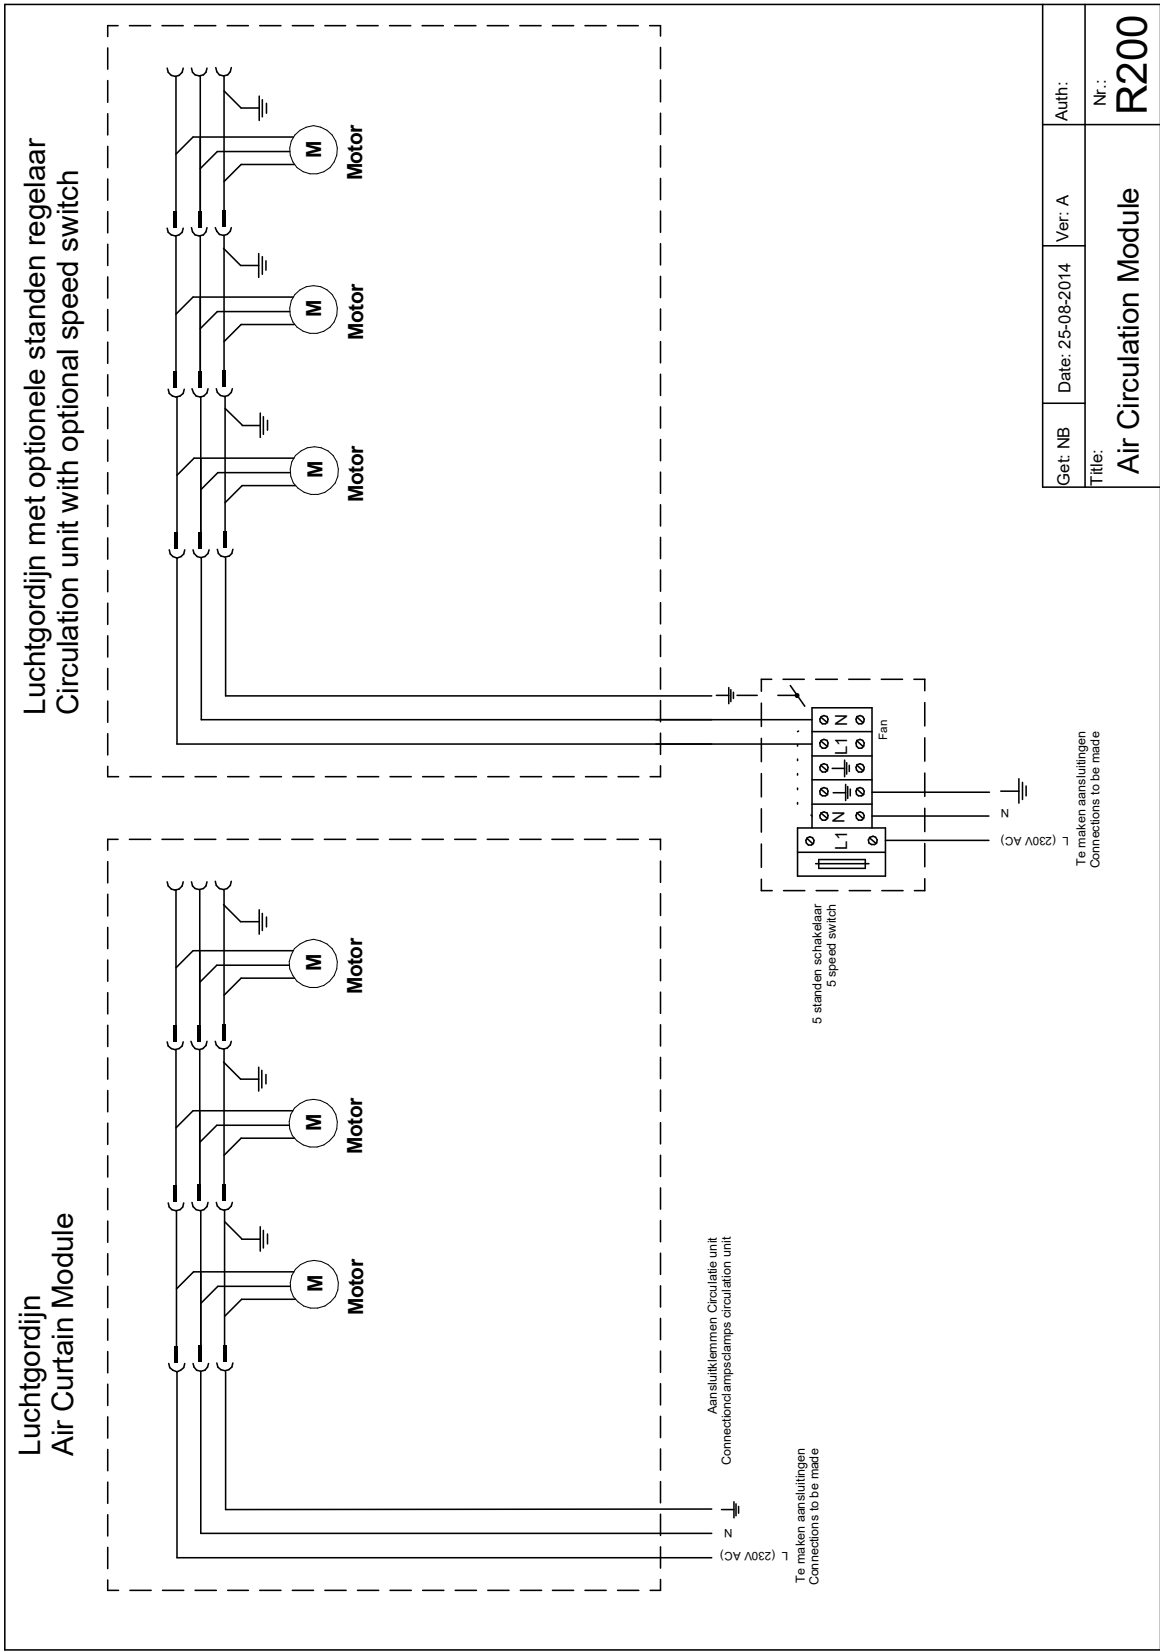 Luchtgordijn
Air Curtain Module
M
Motor
M
Motor
M
Motor
L (230V AC)
N
Aansluitklemmen Circulatie unit
Connectionclampsclamps circulation unit
Te maken aansluitingen
Connections to be made
Luchtgordijn met optionele standen regelaar
Circulation unit with optional speed switch
M
Motor
M
Motor
M
Motor
5 standen schakelaar
5 speed switch
L1
N
L1
N
Fan
L (230V AC)
N
Te maken aansluitingen
Connections to be made
Get: NB
Date: 25-08-2014
Ver: A
Auth:
Title:
Air Circulation Module
Nr.:
R200